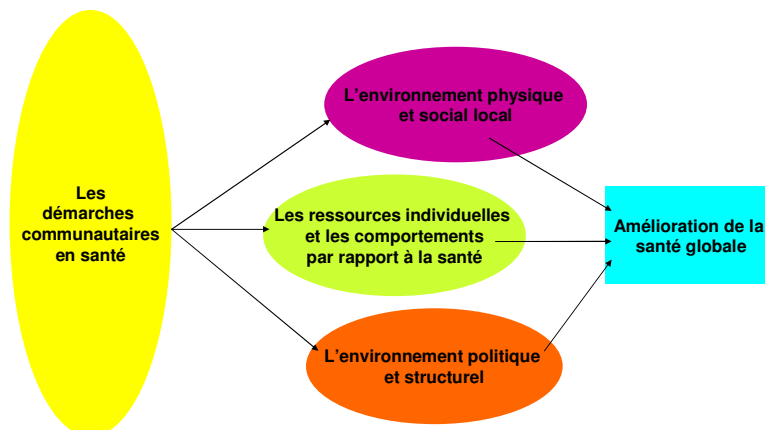 Les
démarches
communautaires
en santé
L'environnement physique
et social local
Les ressources individuelles
et les comportements
par rapport à la santé
L'environnement politique
et structurel
Amélioration de la
santé globale